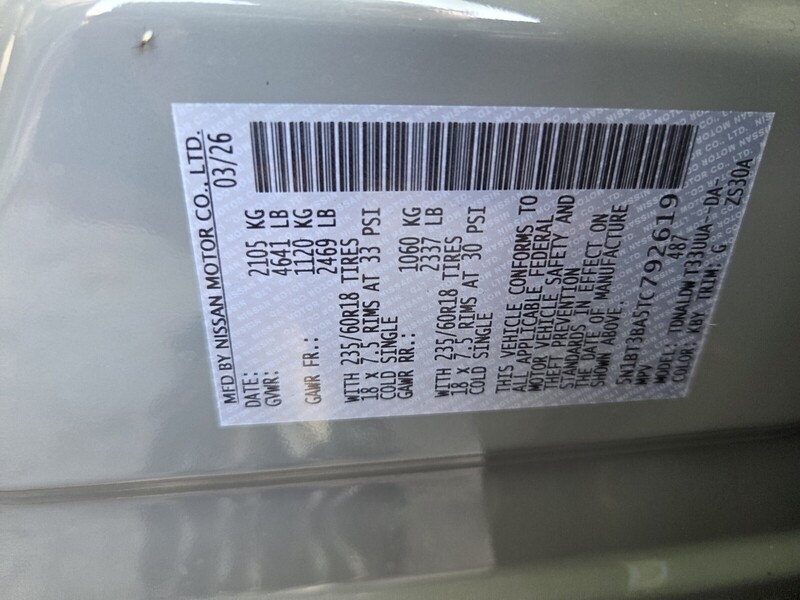 MFD BY NISSAN MOTOR CO., LTD.
DATE: 03/26
GVWR: 2105 KG
4641 LB
GAWR FR.: 1120 KG
2469 LB
WITH 235/60R18 TIRES
18 X 7.5 RIMS AT 33 PSI
COLD SINGLE
GAWR RR.: 1060 KG
2337 LB
WITH 235/60R18 TIRES
18 X 7.5 RIMS AT 30 PSI
COLD SINGLE
THIS VEHICLE CONFORMS TO
ALL APPLICABLE FEDERAL
MOTOR VEHICLE SAFETY AND
THEFT PREVENTION
STANDARDS IN EFFECT ON
THE DATE OF MANUFACTURE
SHOWN ABOVE.
5N1BT3BA5TC792619
MPV 487
MODEL: TDNALDW T33UUA--DA-
COLOR: KBY TRIM: G ZS30A